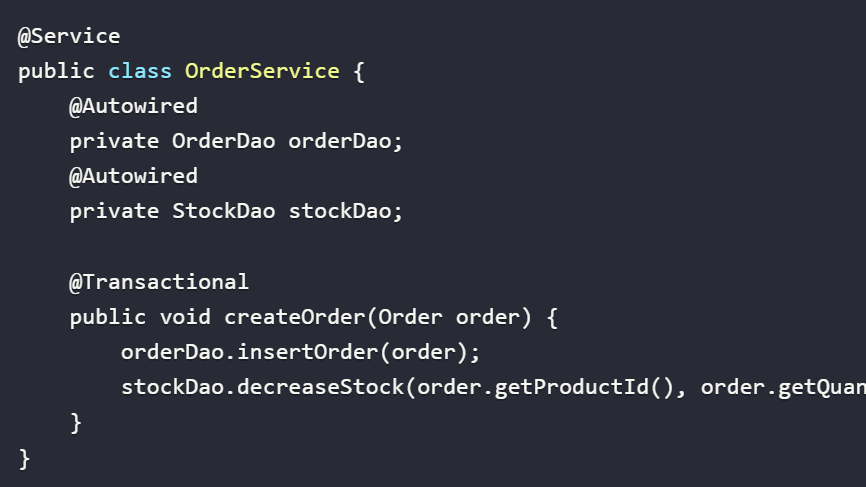 @Service
public class OrderService {
    @Autowired
    private OrderDao orderDao;
    @Autowired
    private StockDao stockDao;

    @Transactional
    public void createOrder(Order order) {
        orderDao.insertOrder(order);
        stockDao.decreaseStock(order.getProductId(), order.getQuan
    }
}